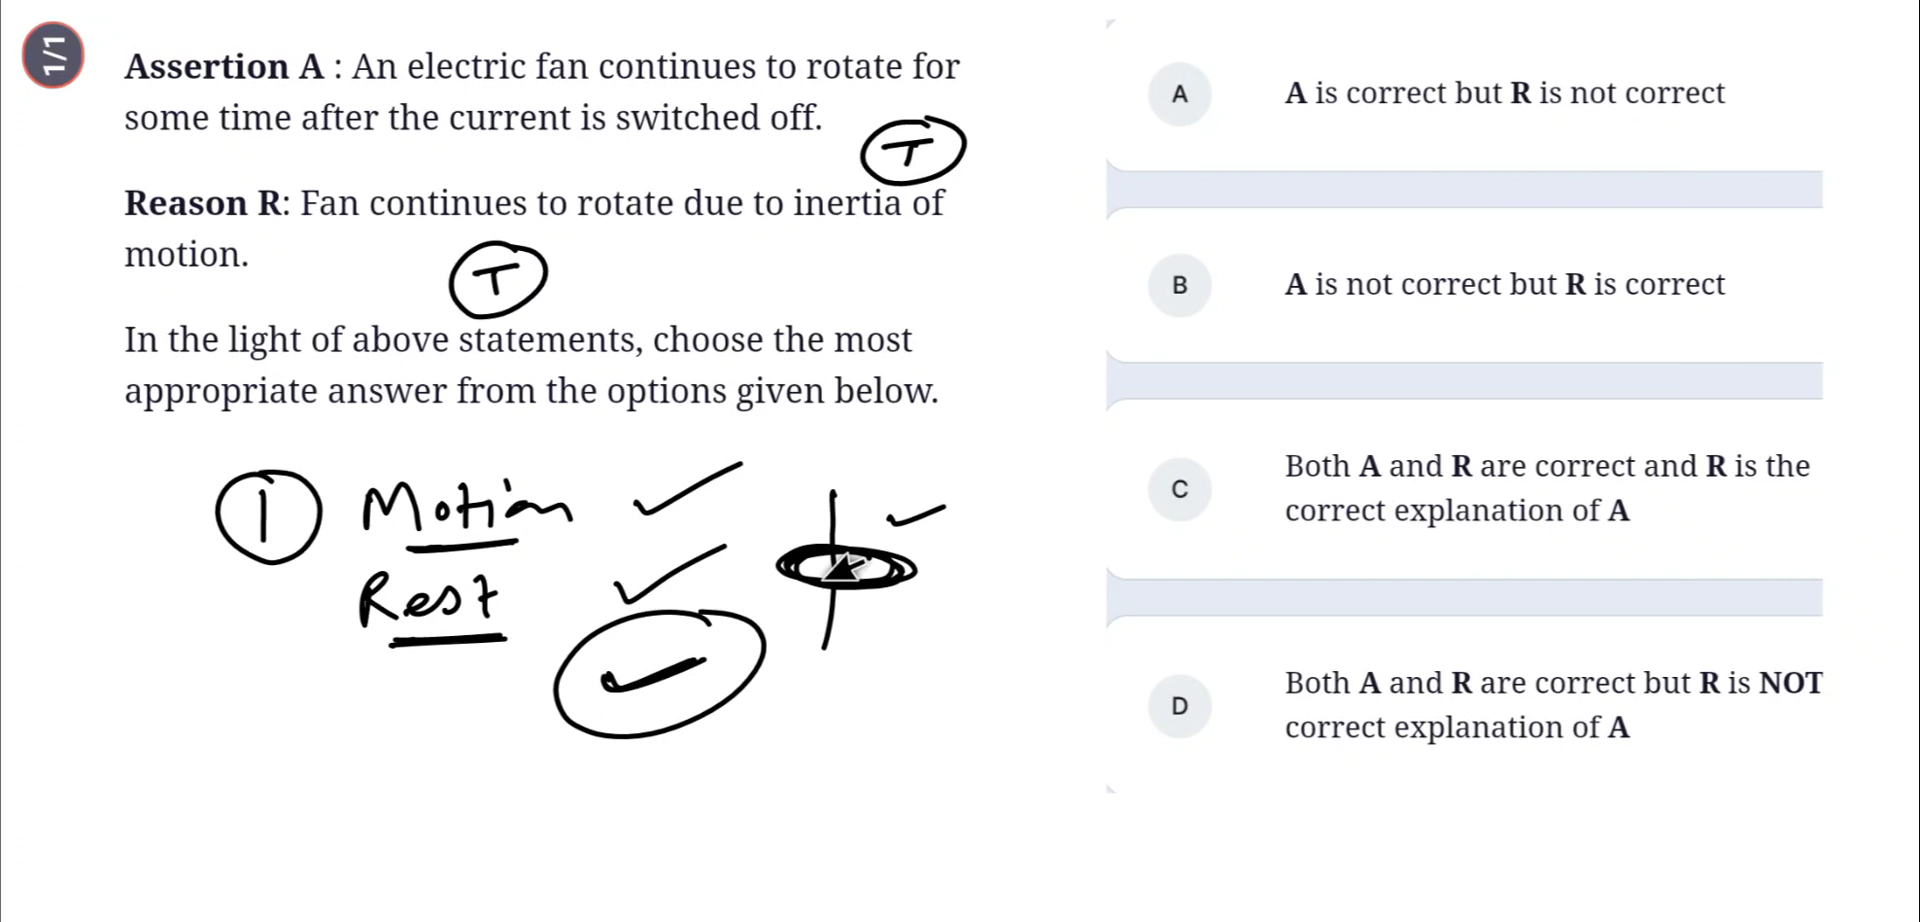 1/1
Assertion A : An electric fan continues to rotate for
some time after the current is switched off.
T
Reason R: Fan continues to rotate due to inertia of
motion.
T
In the light of above statements, choose the most
appropriate answer from the options given below.
1 Motion
Rest
A A is correct but R is not correct
B A is not correct but R is correct
C Both A and R are correct and R is the
correct explanation of A
D Both A and R are correct but R is NOT
correct explanation of A